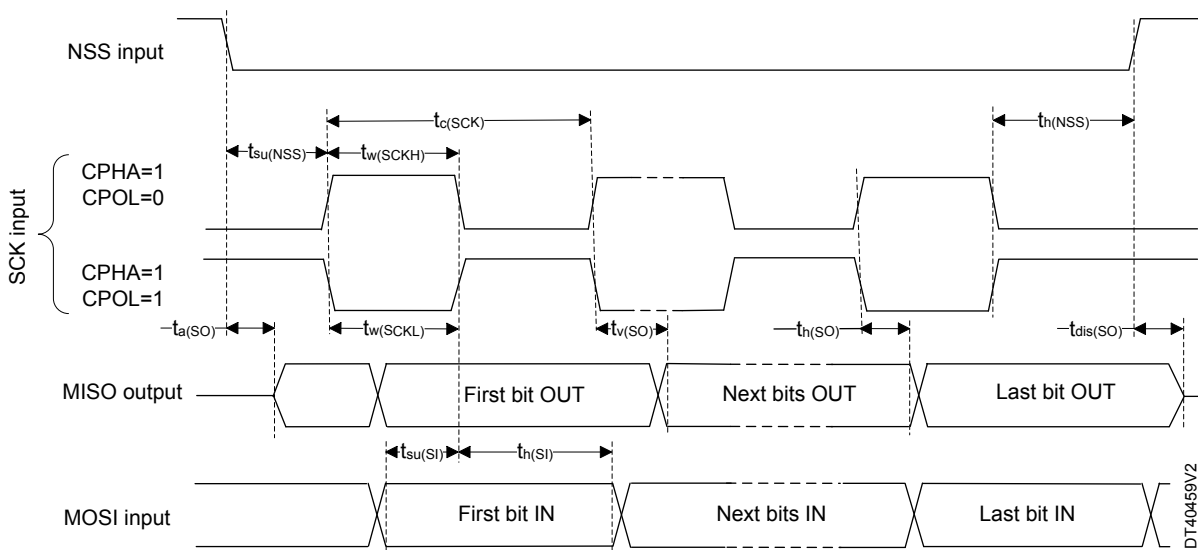 NSS input
tc(SCK)
th(NSS)
tsu(NSS)
tw(SCKH)
SCK input
CPHA=1
CPOL=0
CPHA=1
CPOL=1
ta(SO)
tw(SCKL)
tv(SO)
th(SO)
tdis(SO)
MISO output
First bit OUT
Next bits OUT
Last bit OUT
tsu(SI)
th(SI)
MOSI input
First bit IN
Next bits IN
Last bit IN
DT40459V2